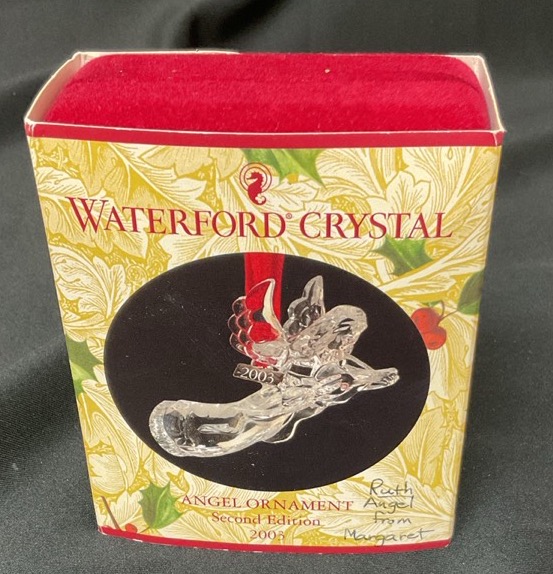 WATERFORD® CRYSTAL
2003
ANGEL ORNAMENT
Second Edition
2003
Ruth
Angel
from
Margaret